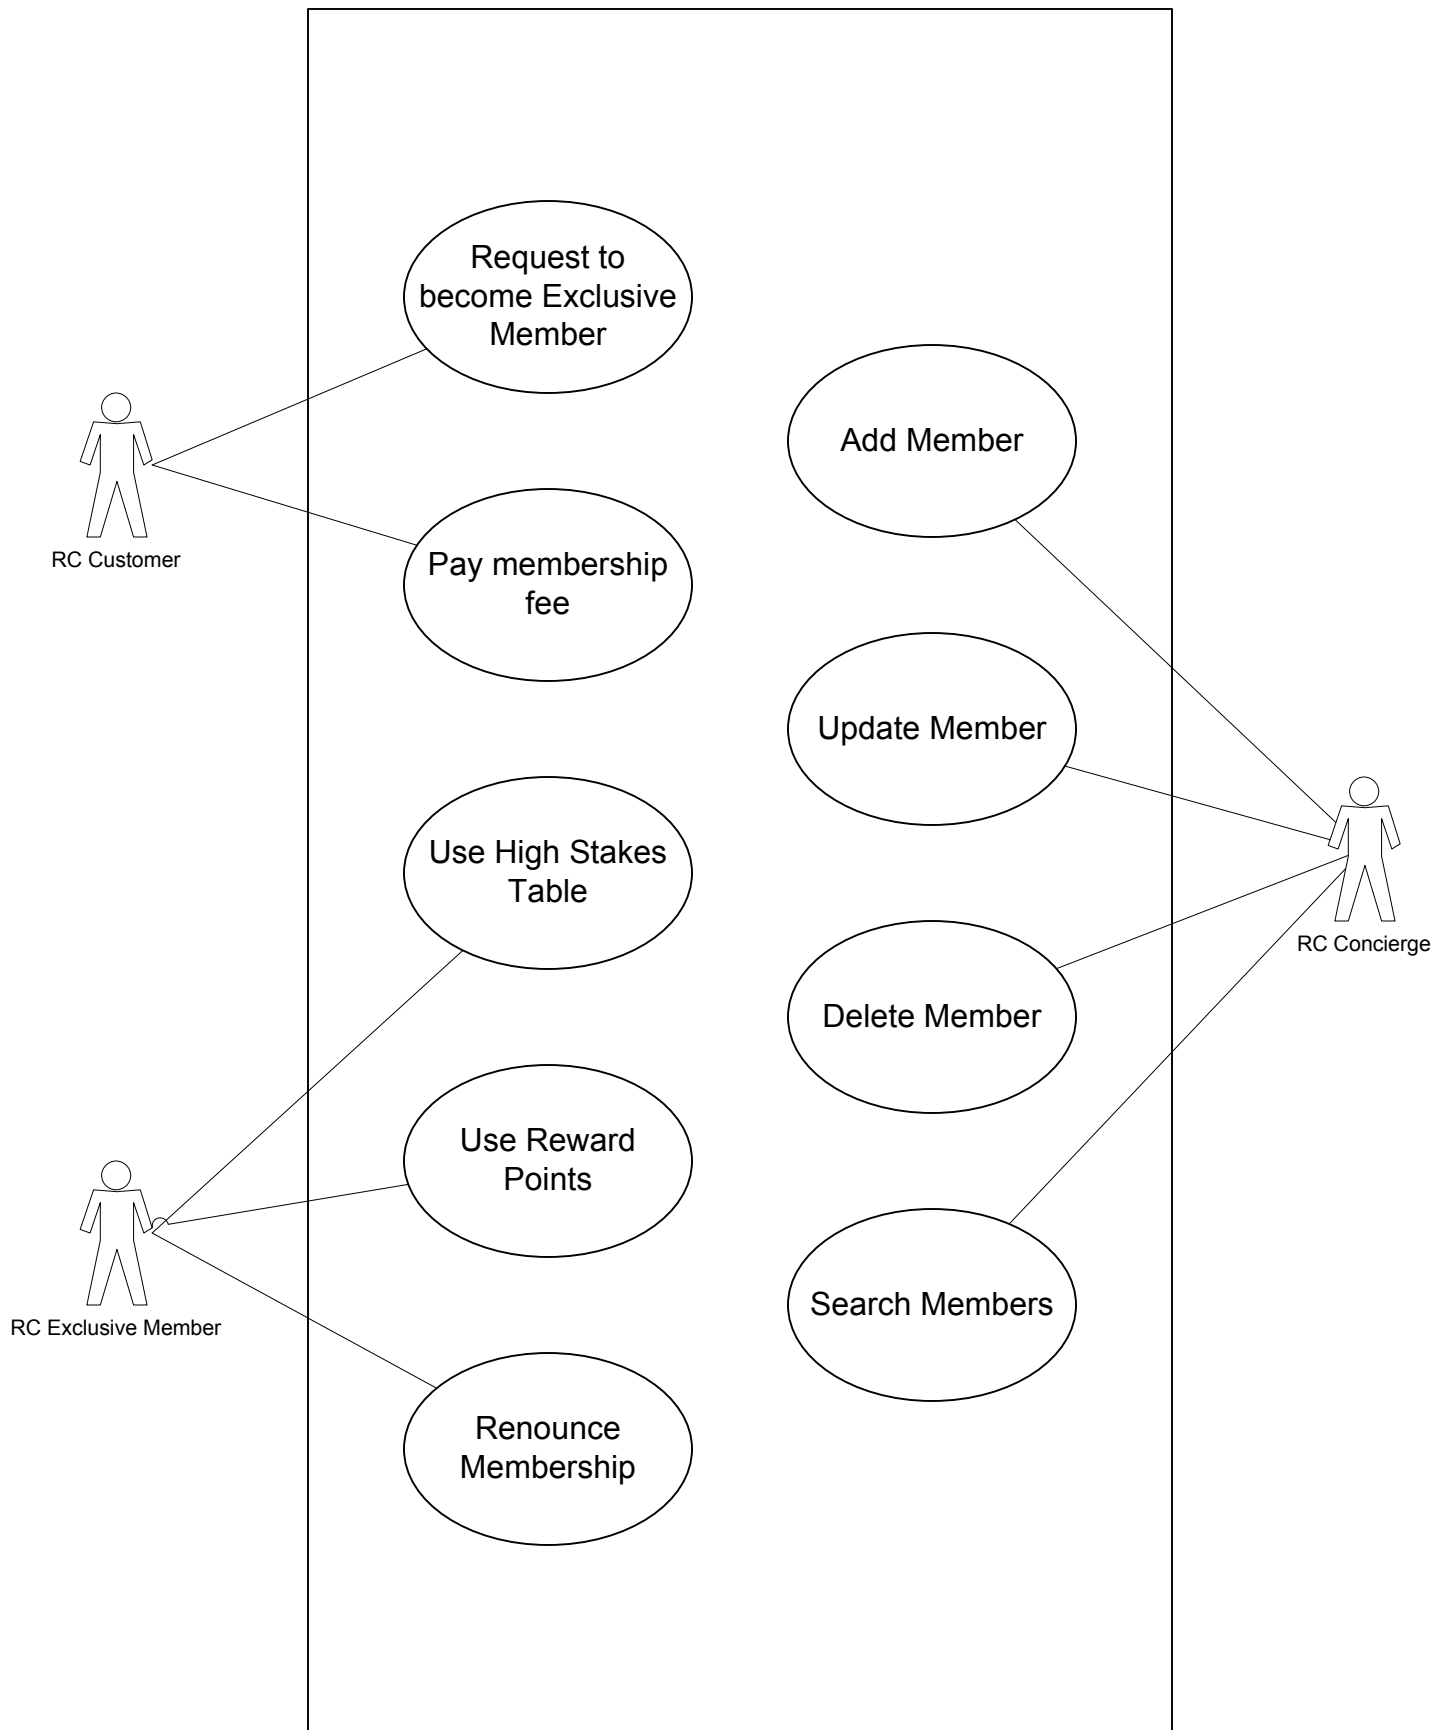 Request to
become Exclusive
Member
Add Member
RC Customer
Pay membership
fee
Update Member
Use High Stakes
Table
RC Concierge
Delete Member
Use Reward
Points
RC Exclusive Member
Search Members
Renounce
Membership